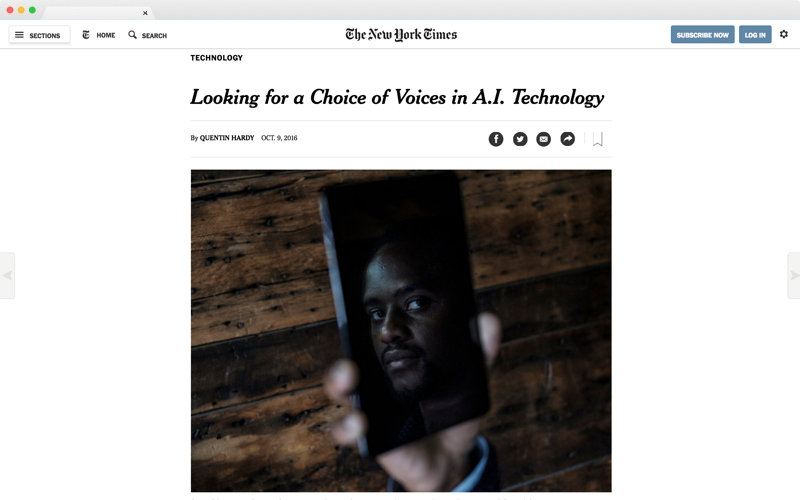 SECTIONS HOME SEARCH The New York Times SUBSCRIBE NOW LOG IN
TECHNOLOGY
Looking for a Choice of Voices in A.I. Technology
By QUENTIN HARDY OCT. 9, 2016